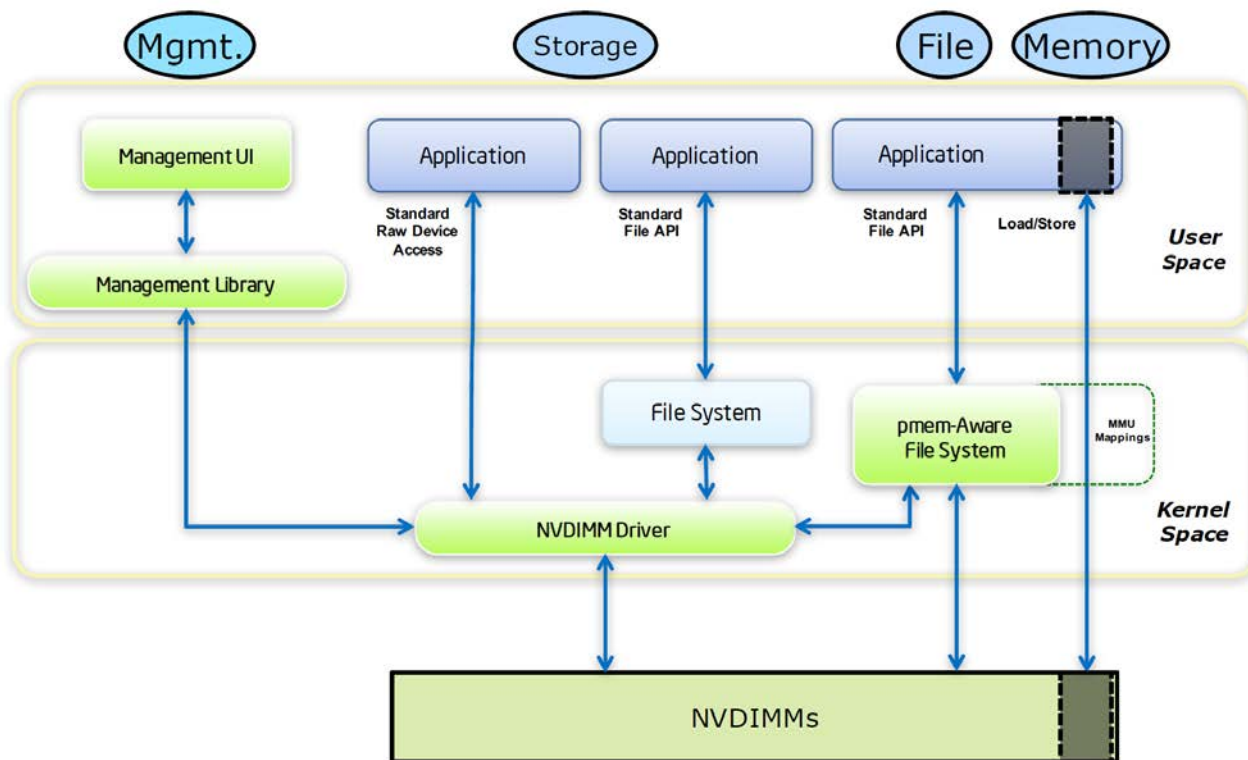 Mgmt.
Storage
File
Memory
Management UI
Application
Application
Application
Standard
Raw Device
Access
Standard
File API
Standard
File API
Load/Store
User
Space
Management Library
File System
pmem-Aware
File System
MMU
Mappings
NVDIMM Driver
Kernel
Space
NVDIMMs